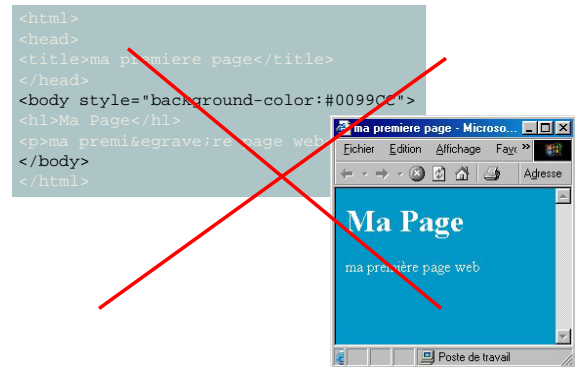 <html>
<head>
<title>ma premiere page</title>
</head>
<body style="background-color:#0099CC">
<h1>Ma Page</h1>
<p>ma premi&egrave;re page web
</body>
</html>
ma premiere page - Microso...
Fichier Edition Affichage Fav
Adresse
Ma Page
ma première page web
Poste de travail